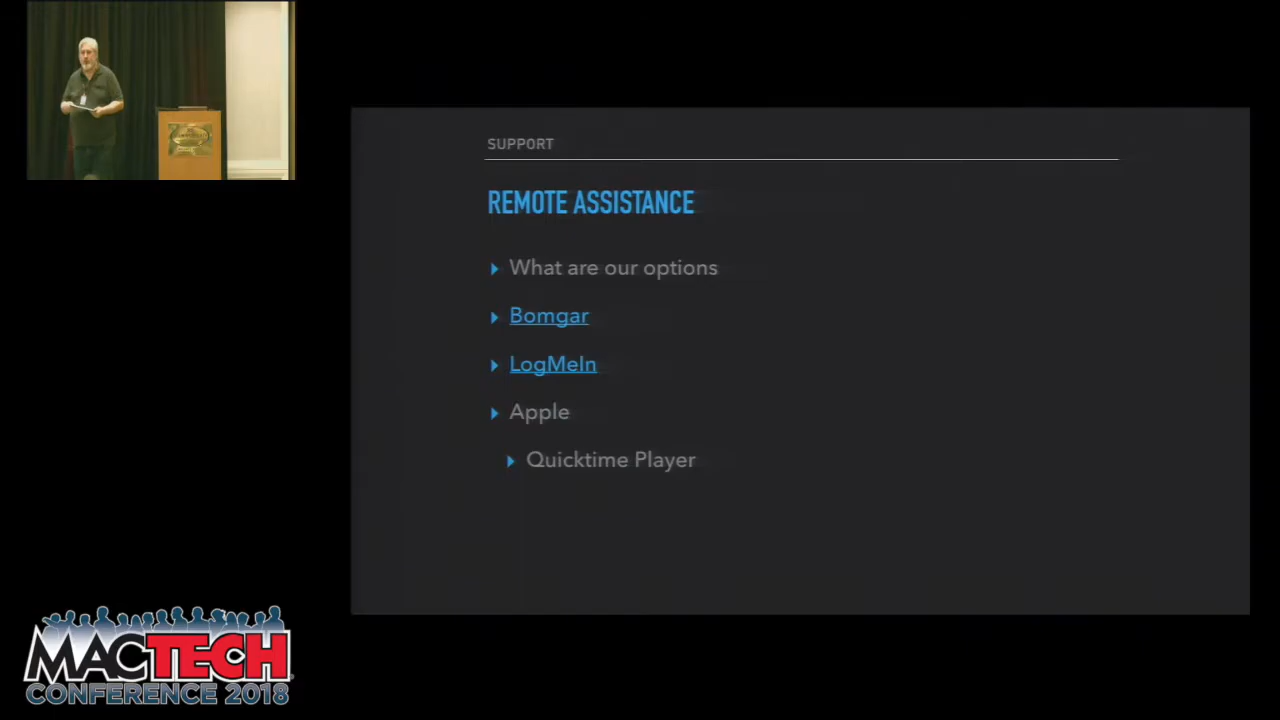 SUPPORT
REMOTE ASSISTANCE
What are our options
Bomgar
LogMeIn
Apple
Quicktime Player
MACTECH
CONFERENCE 2018